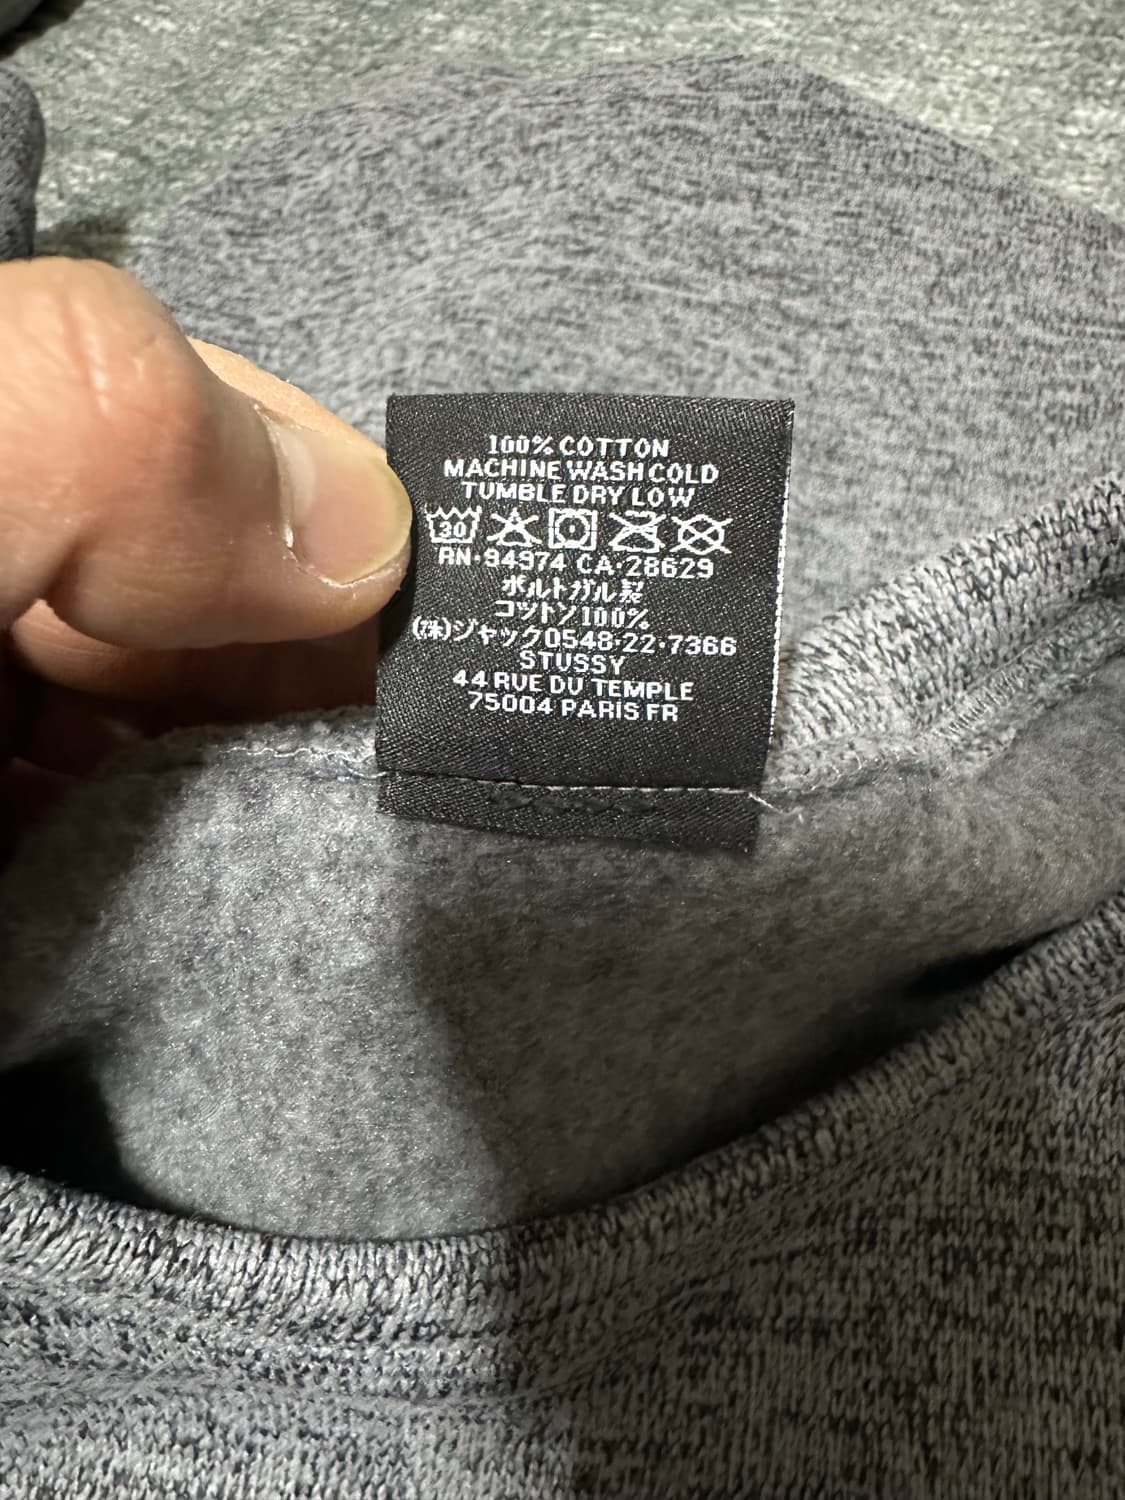 100% COTTON
MACHINE WASH COLD
TUMBLE DRY LOW
30
RN·94974 CA·28629
ポルトガル製
コットン100%
(株)ジャック0548·22·7366
STUSSY
44 RUE DU TEMPLE
75004 PARIS FR